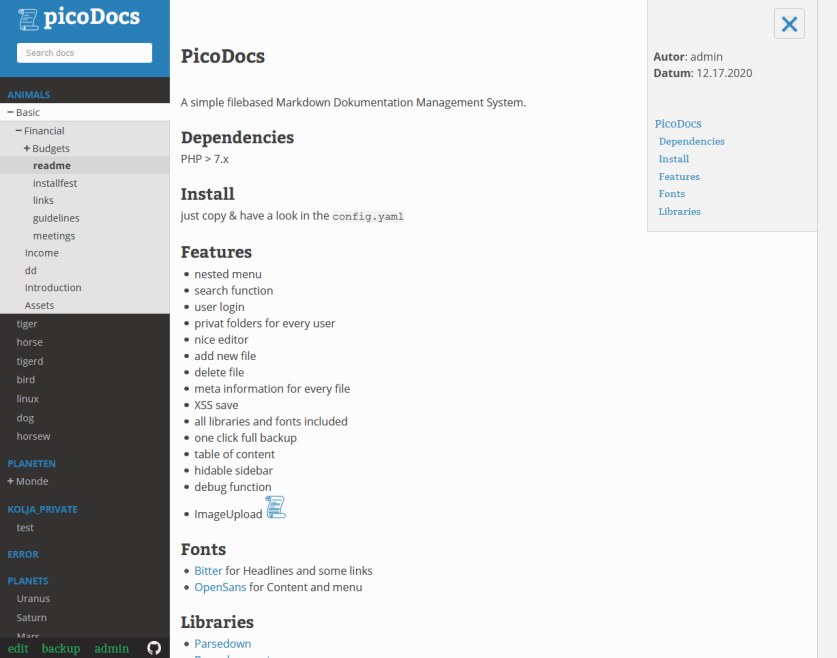 picoDocs
Search docs
ANIMALS
Basic
Financial
Budgets
readme
installfest
links
guidelines
meetings
Income
dd
Introduction
Assets
tiger
horse
tigerd
bird
linux
dog
horsew
PLANETEN
Monde
KOLJA_PRIVATE
test
ERROR
PLANETS
Uranus
Saturn
Mars
edit backup admin
PicoDocs
A simple filebased Markdown Dokumentation Management System.
Dependencies
PHP > 7.x
Install
just copy & have a look in the config.yaml
Features
nested menu
search function
user login
privat folders for every user
nice editor
add new file
delete file
meta information for every file
XSS save
all libraries and fonts included
one click full backup
table of content
hidable sidebar
debug function
ImageUpload
Fonts
Bitter for Headlines and some links
OpenSans for Content and menu
Libraries
Parsedown
Autor: admin
Datum: 12.17.2020
PicoDocs
Dependencies
Install
Features
Fonts
Libraries